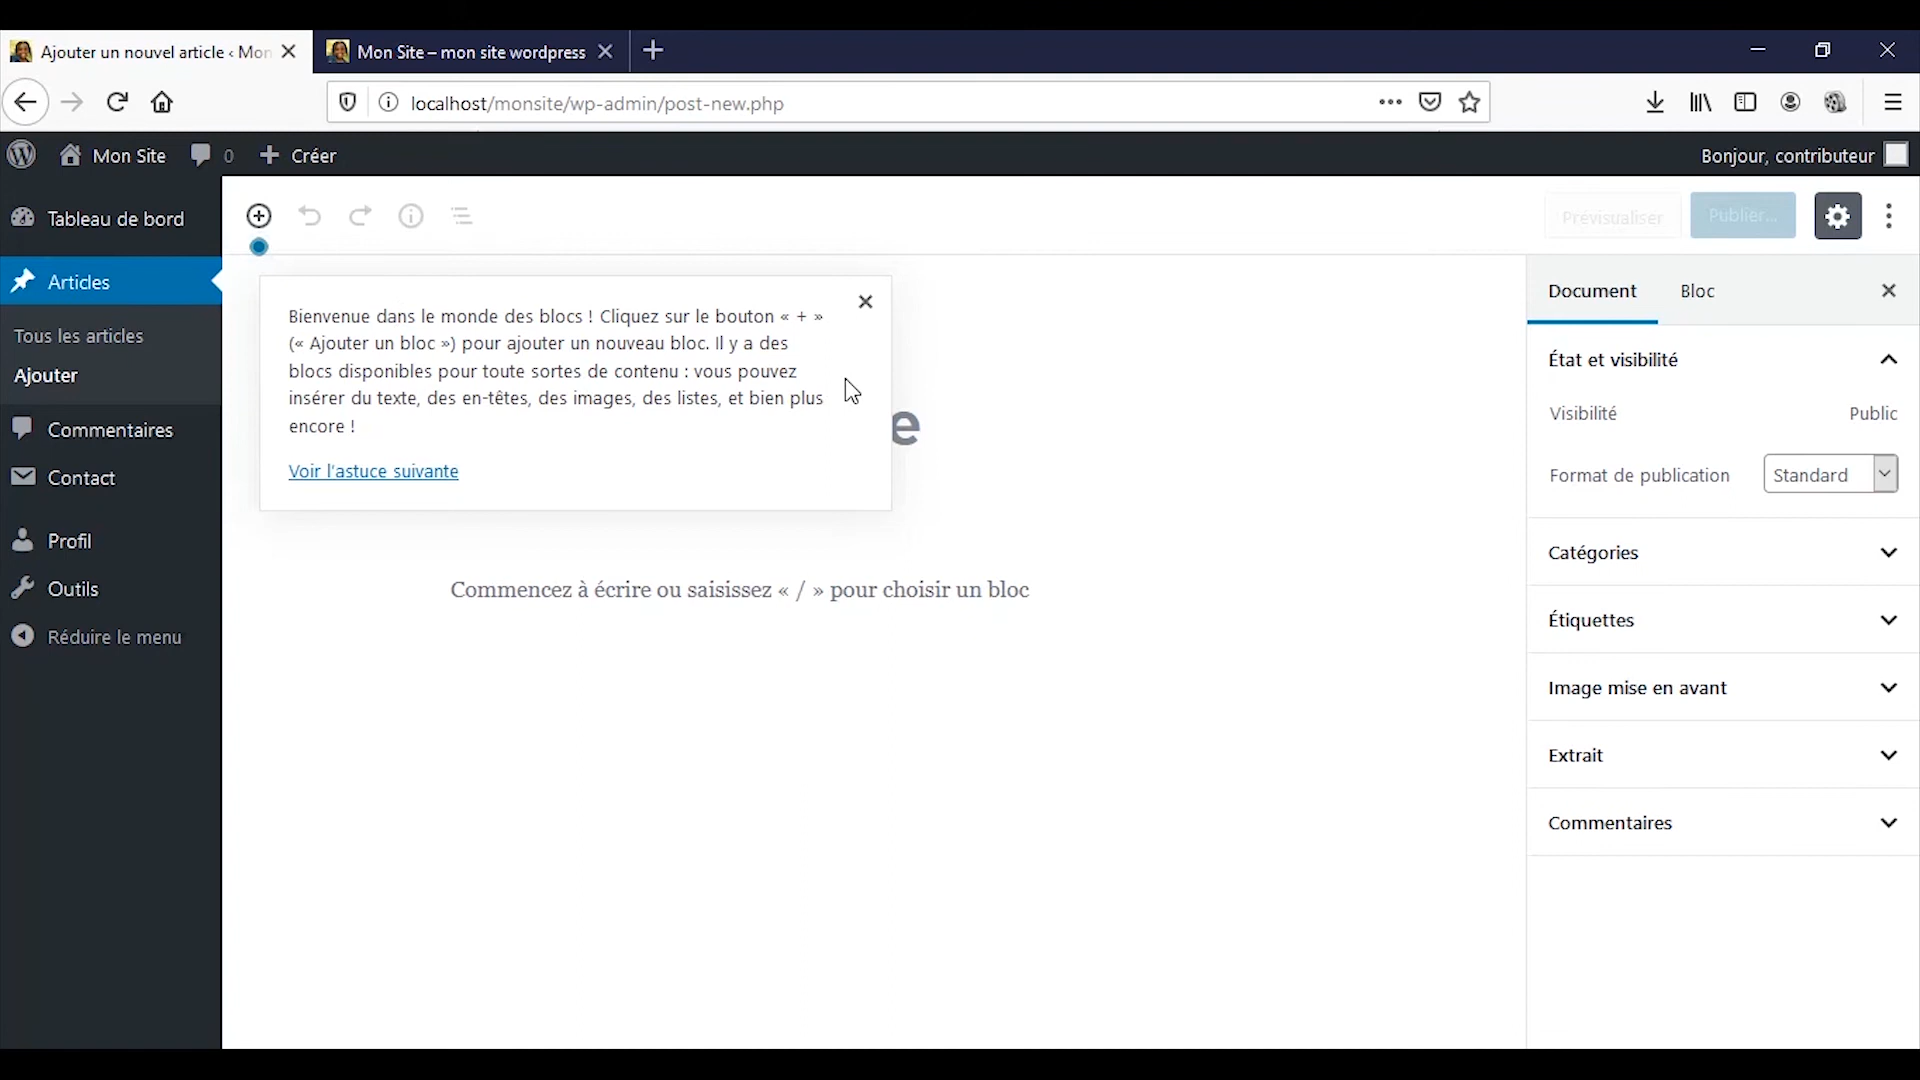 Ajouter un nouvel article ‹ Mon
Mon Site – mon site wordpress
localhost/monsite/wp-admin/post-new.php
Mon Site
0
Créer
Bonjour, contributeur
Tableau de bord
Articles
Tous les articles
Ajouter
Commentaires
Contact
Profil
Outils
Réduire le menu
Prévisualiser
Publier...
Bienvenue dans le monde des blocs ! Cliquez sur le bouton « + »
(« Ajouter un bloc ») pour ajouter un nouveau bloc. Il y a des
blocs disponibles pour toute sortes de contenu : vous pouvez
insérer du texte, des en-têtes, des images, des listes, et bien plus
encore !
Voir l'astuce suivante
e
Commencez à écrire ou saisissez « / » pour choisir un bloc
Document
Bloc
État et visibilité
Visibilité
Public
Format de publication
Standard
Catégories
Étiquettes
Image mise en avant
Extrait
Commentaires